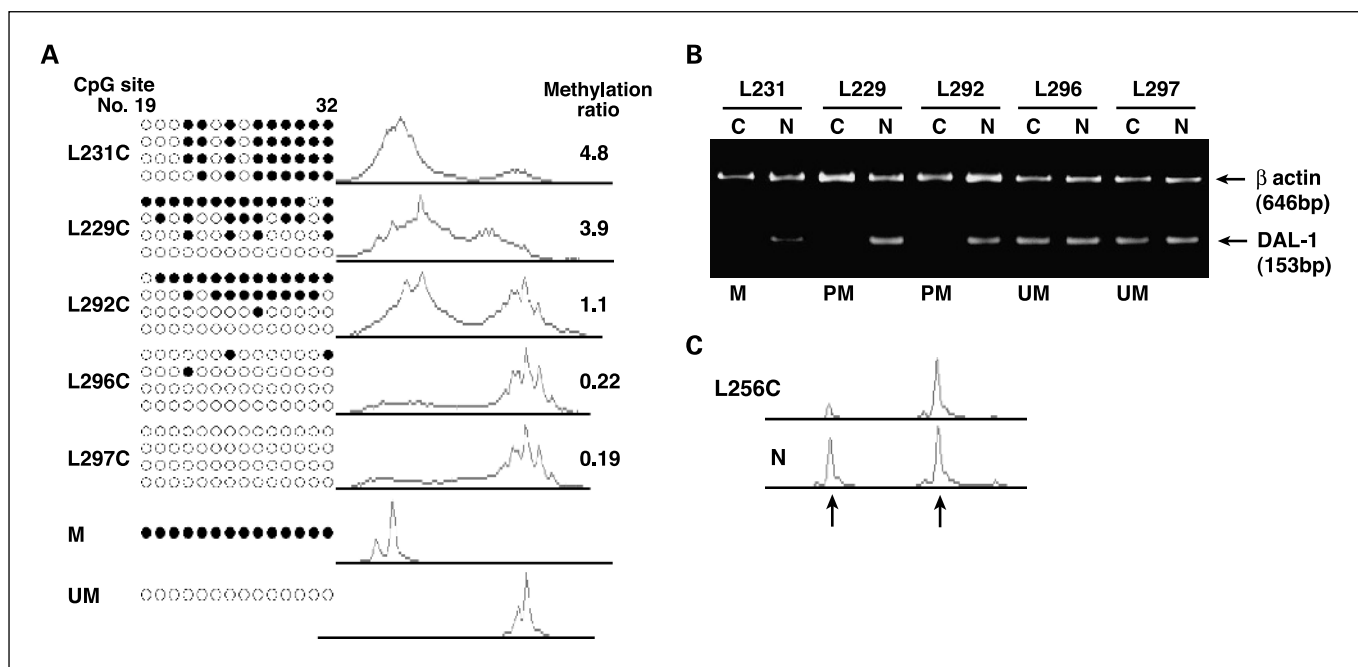 A
CpG site
No. 19 32
Methylation
ratio
L231C 4.8
L229C 3.9
L292C 1.1
L296C 0.22
L297C 0.19
M
UM
B
L231 L229 L292 L296 L297
C N C N C N C N C N
β actin
(646bp)
DAL-1
(153bp)
M PM PM UM UM
C
L256C
N